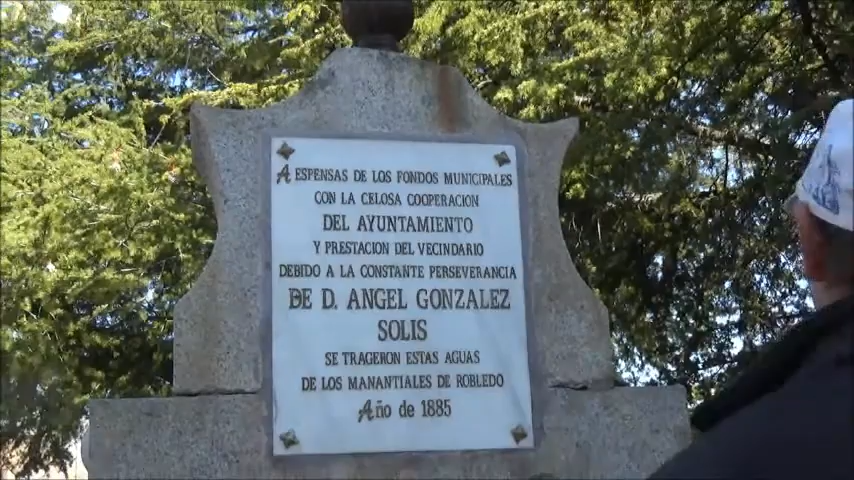 A ESPENSAS DE LOS FONDOS MUNICIPALES
CON LA CELOSA COOPERACION
DEL AYUNTAMIENTO
Y PRESTACION DEL VECINDARIO
DEBIDO A LA CONSTANTE PERSEVERANCIA
DE D. ANGEL GONZALEZ
SOLIS
SE TRAGERON ESTAS AGUAS
DE LOS MANANTIALES DE ROBLEDO
Año de 1885